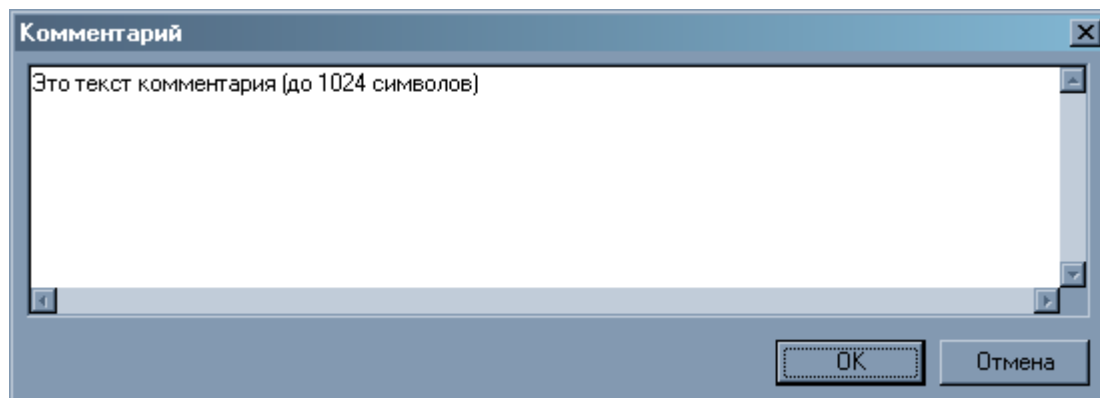 Комментарий
Это текст комментария (до 1024 символов)
OK
Отмена